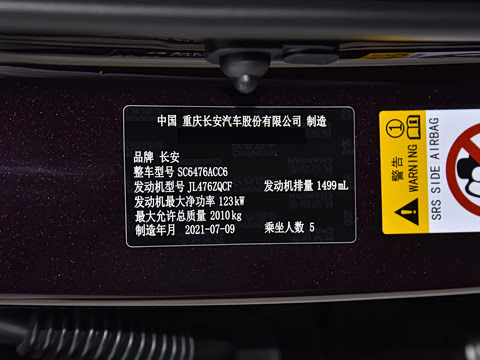 中国 重庆长安汽车股份有限公司 制造
品牌 长安
整车型号 SC6476ACC6
发动机型号 JL476ZQCF 发动机排量 1499mL
发动机最大净功率 123kW
最大允许总质量 2010kg
制造年月 2021-07-09 乘坐人数 5
警告
WARNING
SRS SIDE AIRBAG